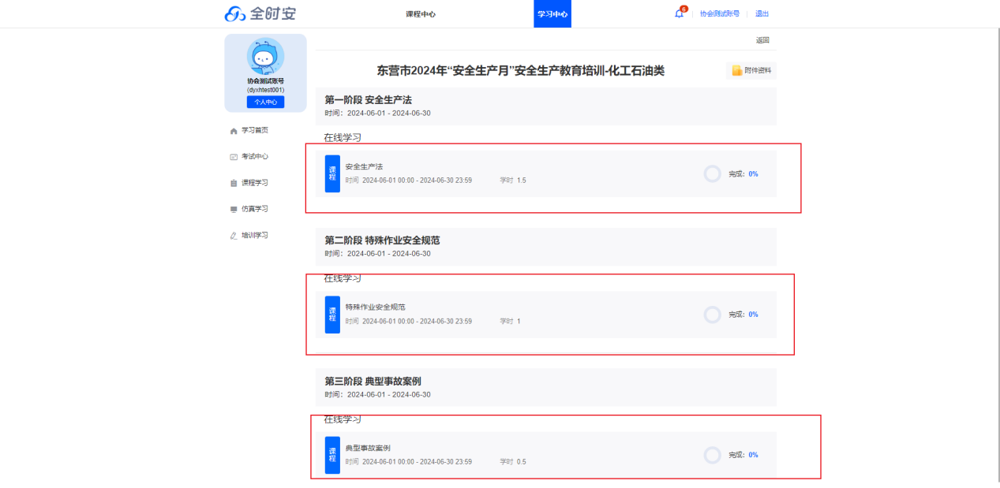 全时安
课程中心
学习中心
6
协会测试账号
退出
返回
协会测试账号
(dyxhtest001)
个人中心
学习首页
考试中心
课程学习
仿真学习
培训学习
东营市2024年“安全生产月”安全生产教育培训-化工石油类
附件资料
第一阶段 安全生产法
时间：2024-06-01 - 2024-06-30
在线学习
课程
安全生产法
时间 2024-06-01 00:00 - 2024-06-30 23:59 学时 1.5
完成: 0%
第二阶段 特殊作业安全规范
时间：2024-06-01 - 2024-06-30
在线学习
课程
特殊作业安全规范
时间 2024-06-01 00:00 - 2024-06-30 23:59 学时 1
完成: 0%
第三阶段 典型事故案例
时间：2024-06-01 - 2024-06-30
在线学习
课程
典型事故案例
时间 2024-06-01 00:00 - 2024-06-30 23:59 学时 0.5
完成: 0%